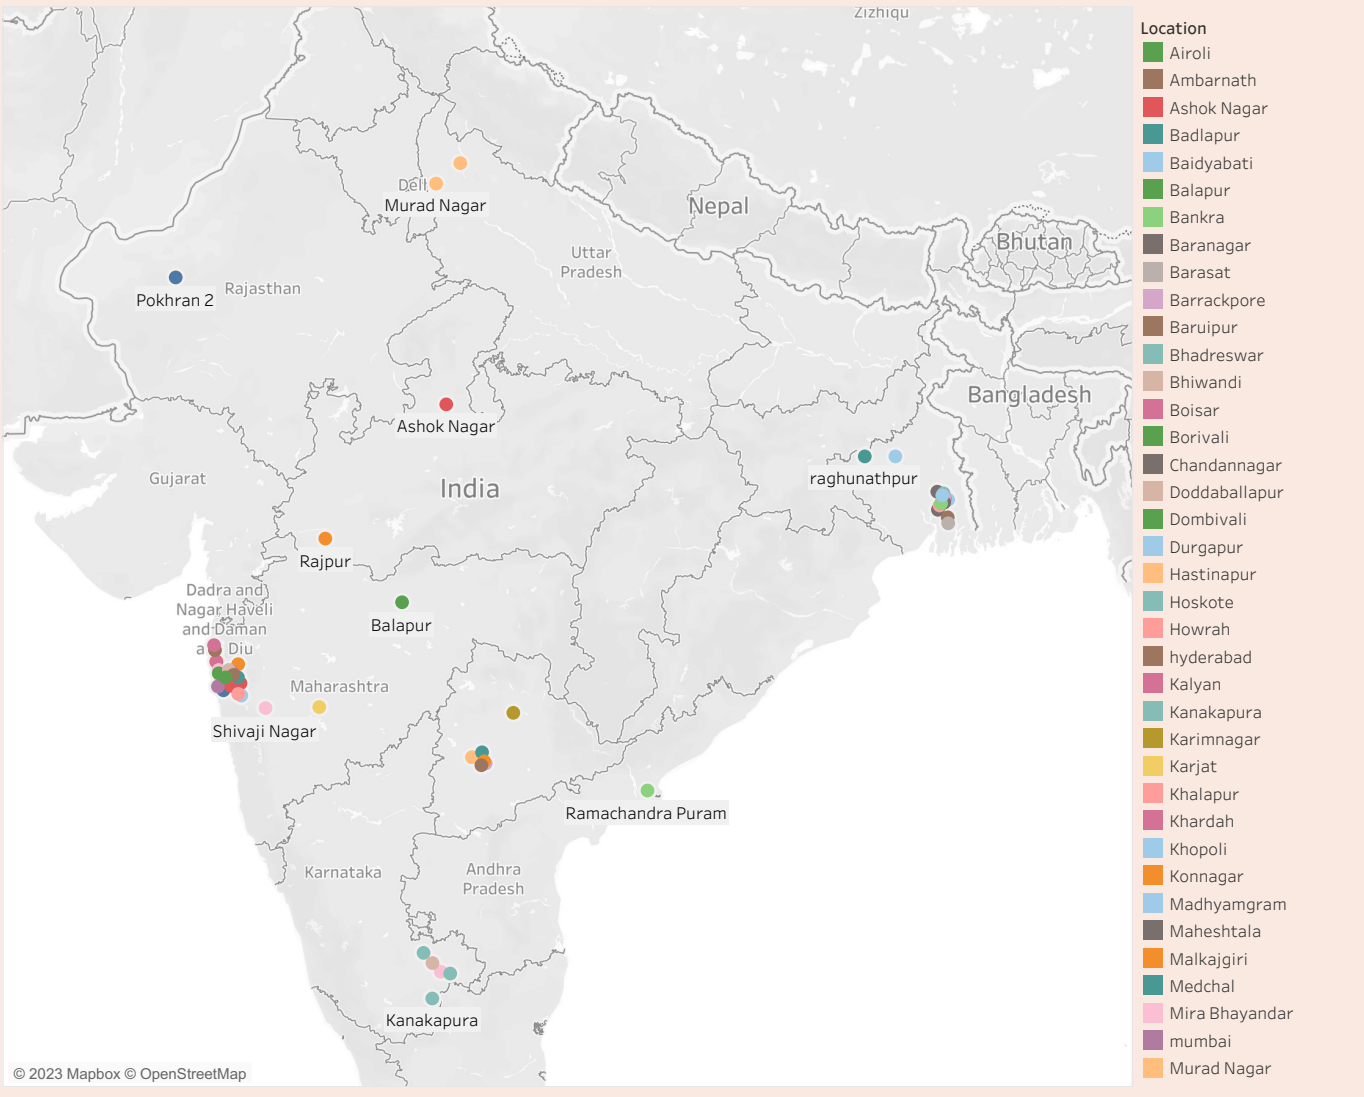 Zizhiqu
Delh
Murad Nagar
Nepal
Bhutan
Uttar
Pradesh
Pokhran 2
Rajasthan
Bangladesh
Ashok Nagar
Gujarat
India
raghunathpur
Rajpur
Dadra and
Nagar Haveli
and Daman
a
Diu
Balapur
Maharashtra
Shivaji Nagar
Ramachandra Puram
Karnataka
Andhra
Pradesh
Kanakapura
© 2023 Mapbox © OpenStreetMap
Location
Airoli
Ambarnath
Ashok Nagar
Badlapur
Baidyabati
Balapur
Bankra
Baranagar
Barasat
Barrackpore
Baruipur
Bhadreswar
Bhiwandi
Boisar
Borivali
Chandannagar
Doddaballapur
Dombivali
Durgapur
Hastinapur
Hoskote
Howrah
hyderabad
Kalyan
Kanakapura
Karimnagar
Karjat
Khalapur
Khardah
Khopoli
Konnagar
Madhyamgram
Maheshtala
Malkajgiri
Medchal
Mira Bhayandar
mumbai
Murad Nagar